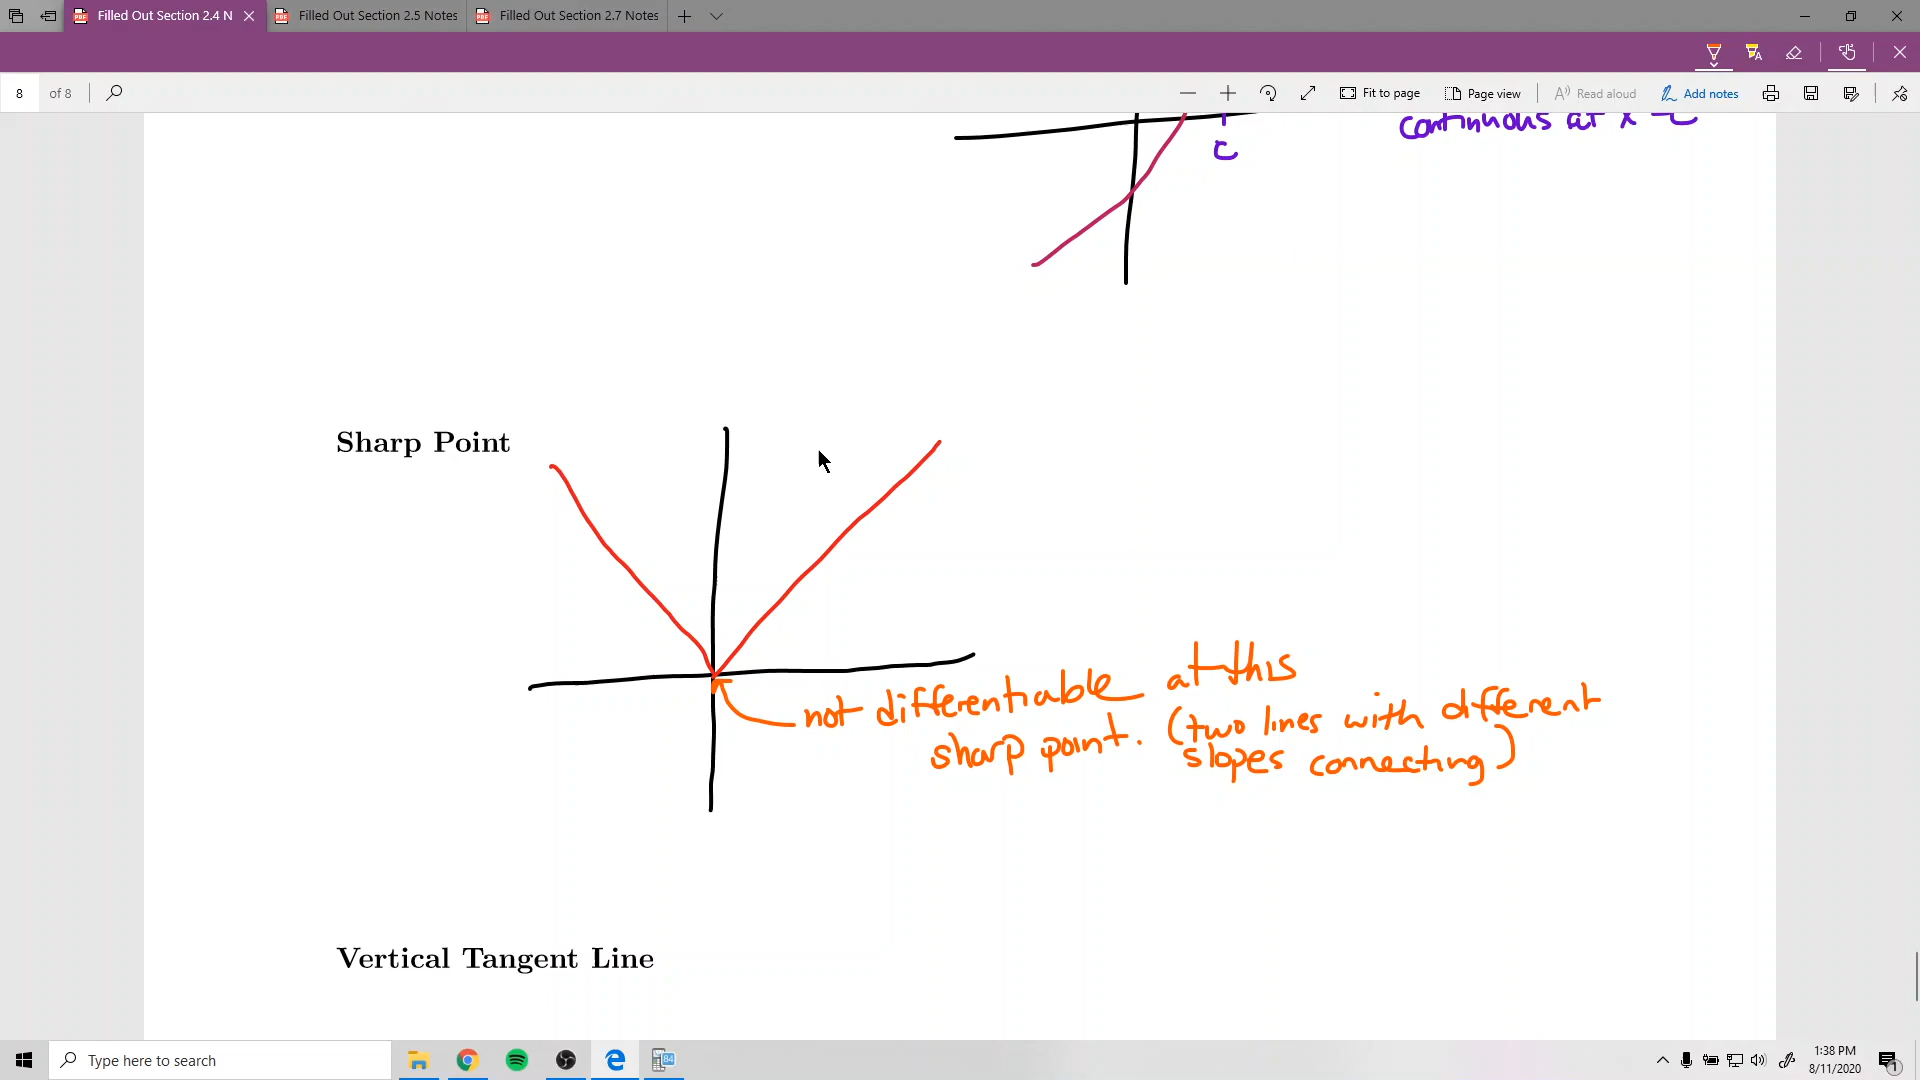 Filled Out Section 2.4 N
Filled Out Section 2.5 Notes
Filled Out Section 2.7 Notes
8 of 8
Fit to page
Page view
Read aloud
Add notes
continuous at x = c
c
Sharp Point
not differentiable at this
sharp point. (two lines with different
slopes connecting)
Vertical Tangent Line
Type here to search
84
1:38 PM
8/11/2020
1